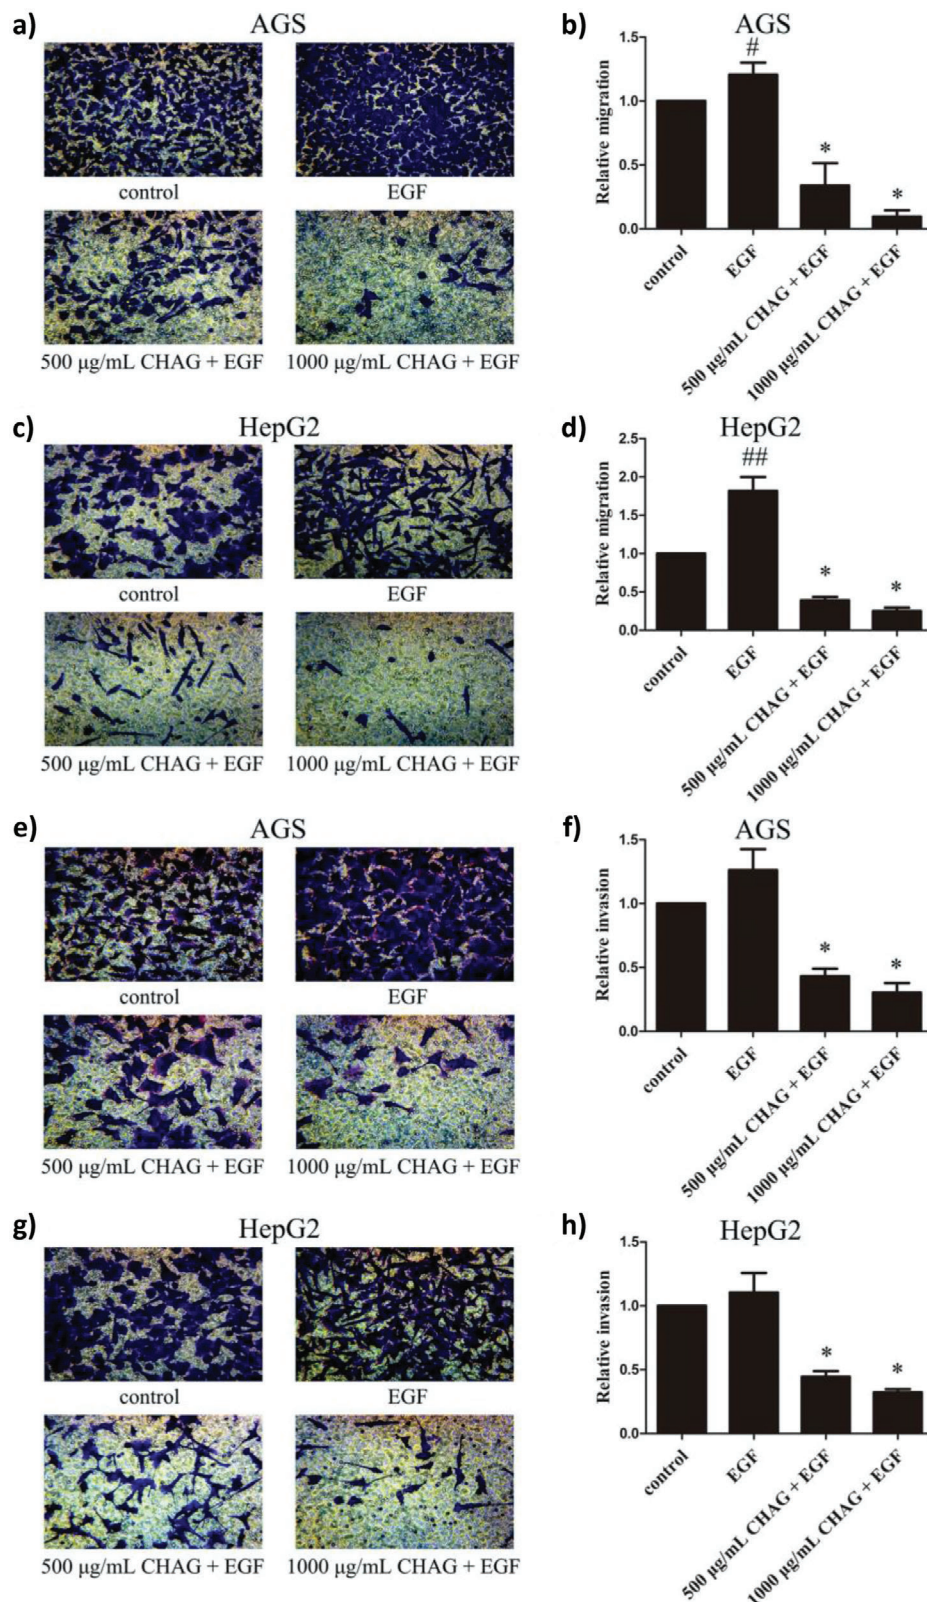 a)
AGS
control
EGF
500 μg/mL CHAG + EGF
1000 μg/mL CHAG + EGF
b)
AGS
Relative migration
1.5
1.0
0.5
0.0
#
*
*
control
EGF
500 μg/mL CHAG + EGF
1000 μg/mL CHAG + EGF
c)
HepG2
control
EGF
500 μg/mL CHAG + EGF
1000 μg/mL CHAG + EGF
d)
HepG2
Relative migration
2.5
2.0
1.5
1.0
0.5
0.0
##
*
*
control
EGF
500 μg/mL CHAG + EGF
1000 μg/mL CHAG + EGF
e)
AGS
control
EGF
500 μg/mL CHAG + EGF
1000 μg/mL CHAG + EGF
f)
AGS
Relative invasion
1.5
1.0
0.5
0.0
*
*
control
EGF
500 μg/mL CHAG + EGF
1000 μg/mL CHAG + EGF
g)
HepG2
control
EGF
500 μg/mL CHAG + EGF
1000 μg/mL CHAG + EGF
h)
HepG2
Relative invasion
1.5
1.0
0.5
0.0
*
*
control
EGF
500 μg/mL CHAG + EGF
1000 μg/mL CHAG + EGF